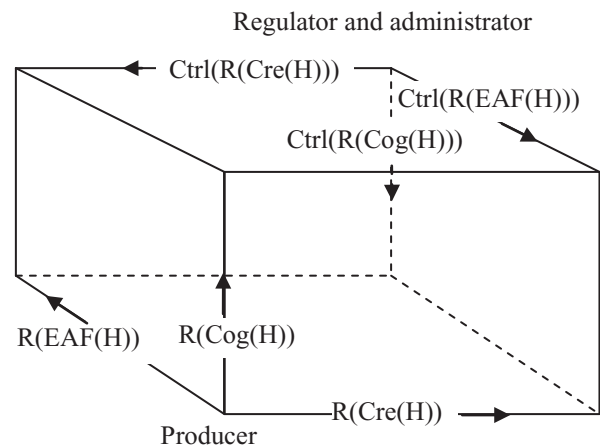 Regulator and administrator
Ctrl(R(Cre(H)))
Ctrl(R(EAF(H)))
Ctrl(R(Cog(H)))
R(EAF(H))
R(Cog(H))
R(Cre(H))
Producer